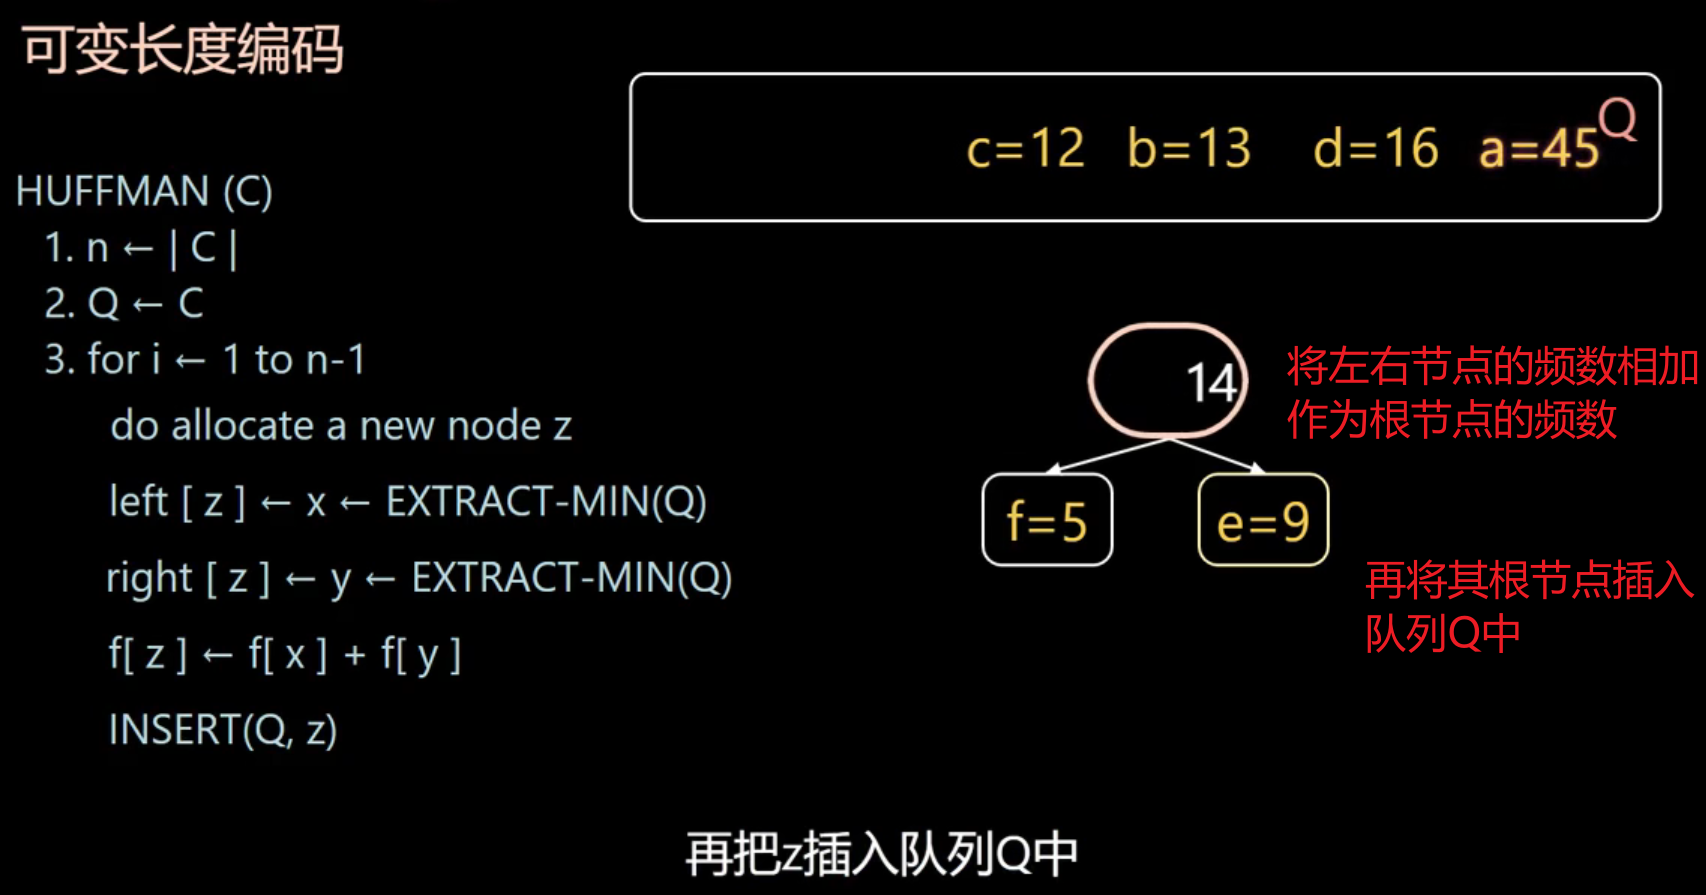 可变长度编码
HUFFMAN (C)
1. n ← | C |
2. Q ← C
3. for i ← 1 to n-1
do allocate a new node z
left [ z ] ← x ← EXTRACT-MIN(Q)
right [ z ] ← y ← EXTRACT-MIN(Q)
f[ z ] ← f[ x ] + f[ y ]
INSERT(Q, z)
c=12 b=13 d=16 a=45 Q
14
将左右节点的频数相加
作为根节点的频数
f=5 e=9
再将其根节点插入
队列Q中
再把z插入队列Q中